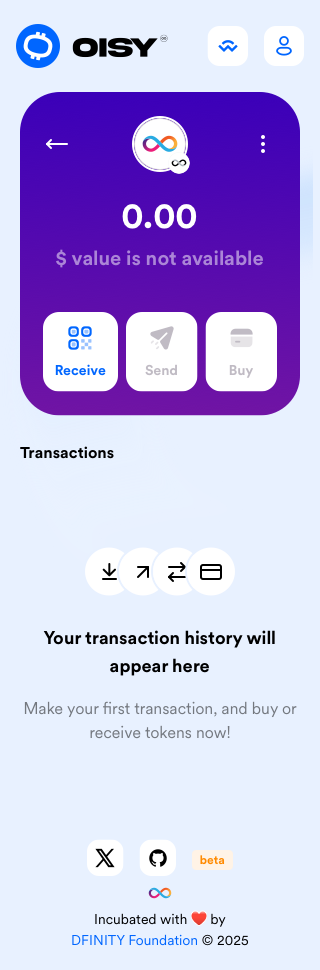 OISY
0.00
$ value is not available
Receive
Send
Buy
Transactions
Your transaction history will
appear here
Make your first transaction, and buy or
receive tokens now!
beta
Incubated with ❤️ by
DFINITY Foundation © 2025